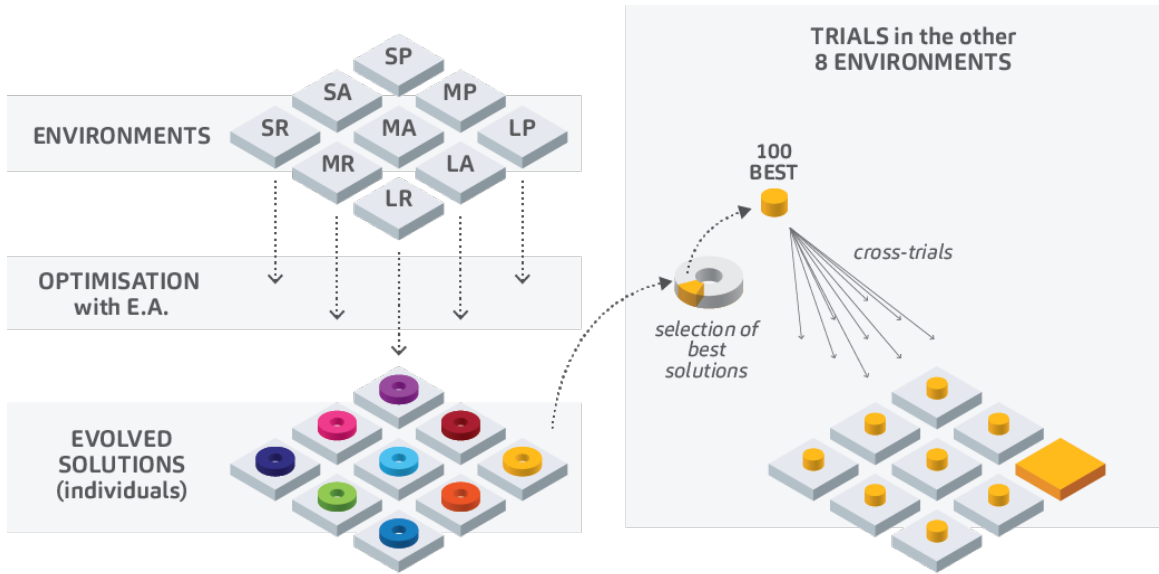 ENVIRONMENTS
SP
SA
MP
SR
MA
LP
MR
LA
LR
OPTIMISATION
with E.A.
EVOLVED
SOLUTIONS
(individuals)
TRIALS in the other
8 ENVIRONMENTS
100
BEST
cross-trials
selection of
best
solutions